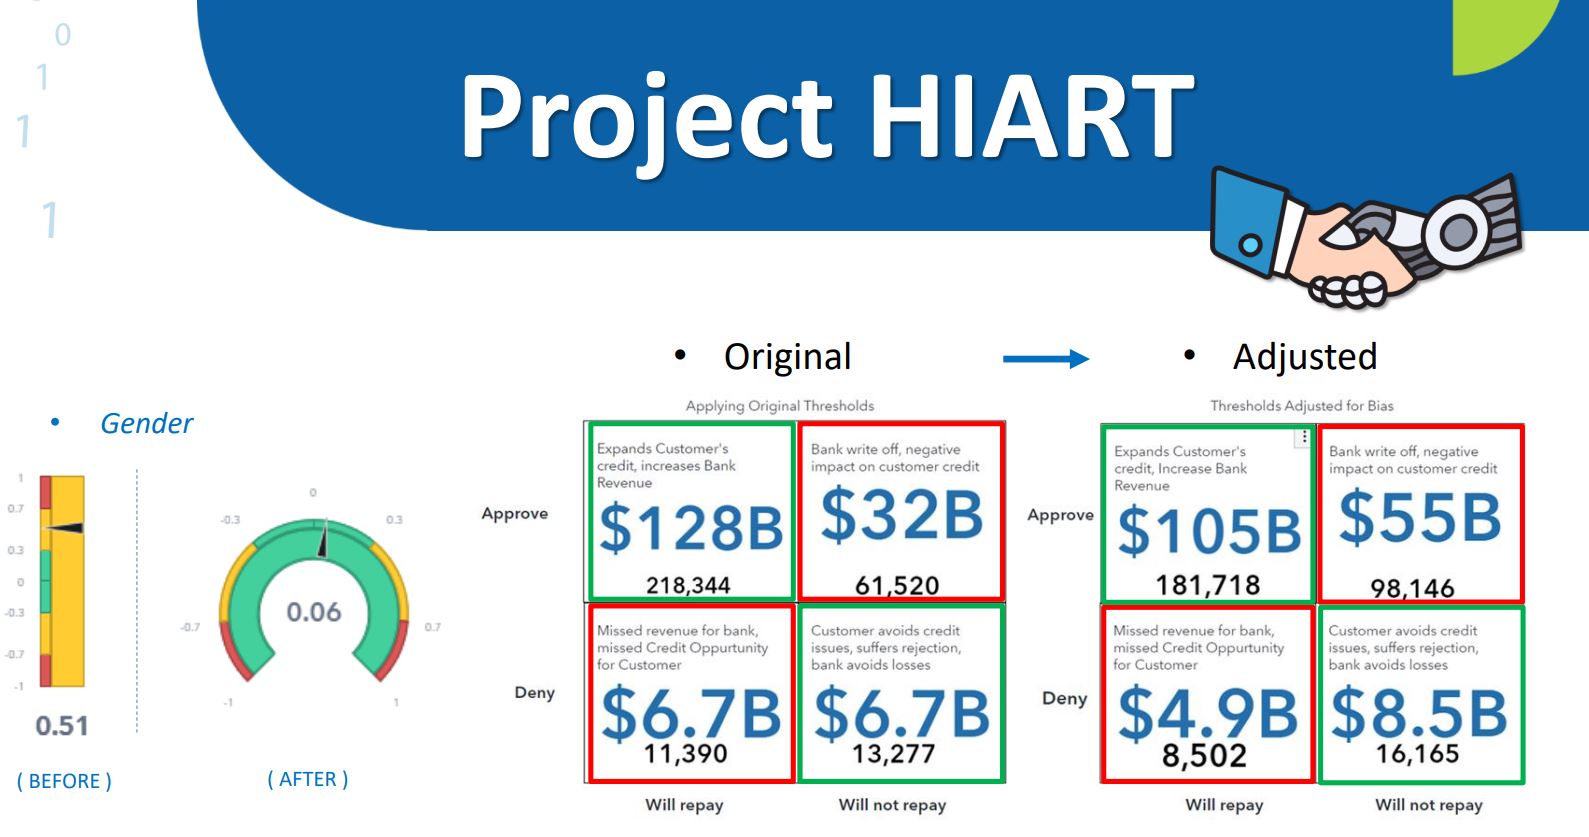 0
1
1
1
Project HIART
• Original
• Adjusted
• Gender
1
0.7
0.3
0
-0.3
-0.7
-1
0.51
( BEFORE )
0
-0.3
0.3
-0.7
0.7
-1
1
0.06
( AFTER )
Applying Original Thresholds
Approve
Expands Customer's
credit, increases Bank
Revenue
$128B
218,344
Bank write off, negative
impact on customer credit
$32B
61,520
Deny
Missed revenue for bank,
missed Credit Oppurtunity
for Customer
$6.7B
11,390
Customer avoids credit
issues, suffers rejection,
bank avoids losses
$6.7B
13,277
Will repay
Will not repay
Thresholds Adjusted for Bias
Approve
Expands Customer's
credit, Increase Bank
Revenue
$105B
181,718
Bank write off, negative
impact on customer credit
$55B
98,146
Deny
Missed revenue for bank,
missed Credit Oppurtunity
for Customer
$4.9B
8,502
Customer avoids credit
issues, suffers rejection,
bank avoids losses
$8.5B
16,165
Will repay
Will not repay